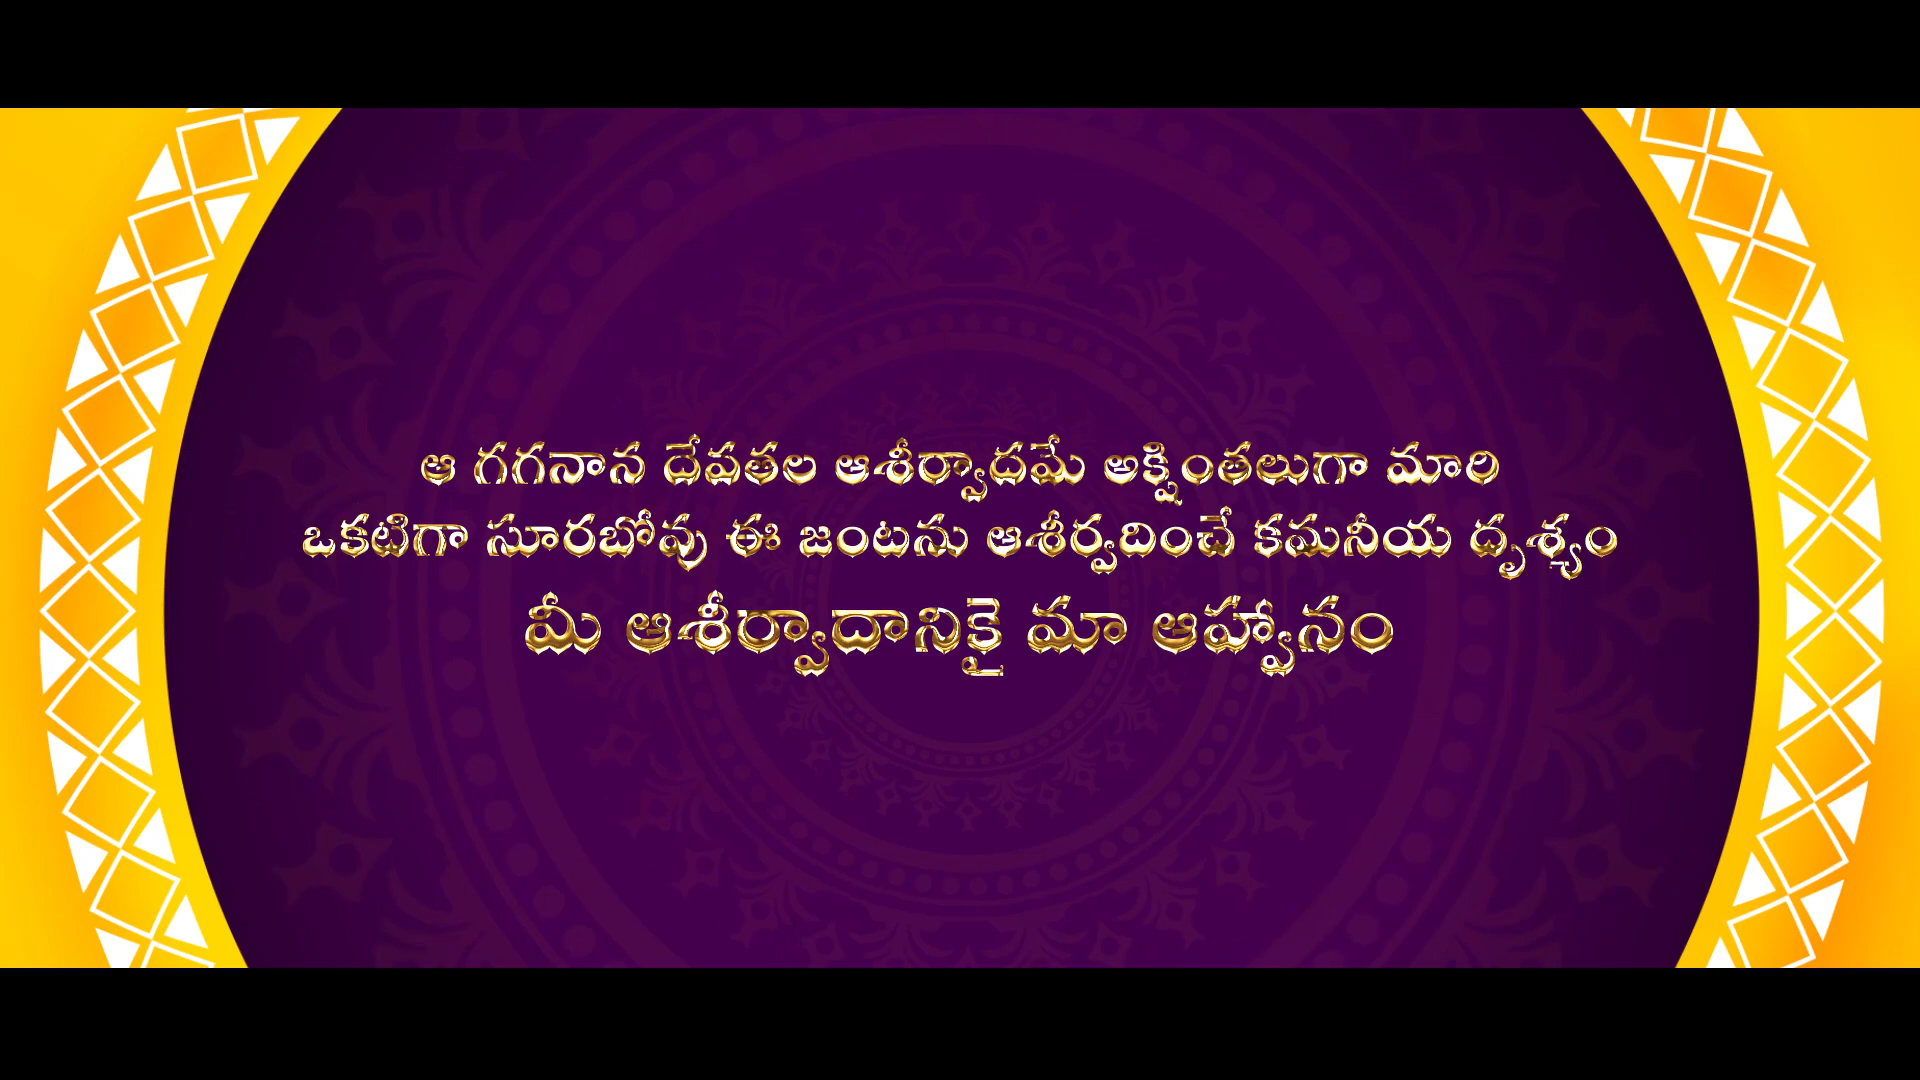 ఆ గగనాన దేవతల ఆశీర్వాదమే అక్షింతలుగా మారి
ఒకటిగా సూరబోవు ఈ జంటను ఆశీర్వదించే కమనీయ దృశ్యం
మీ ఆశీర్వాదానికై మా ఆహ్వానం